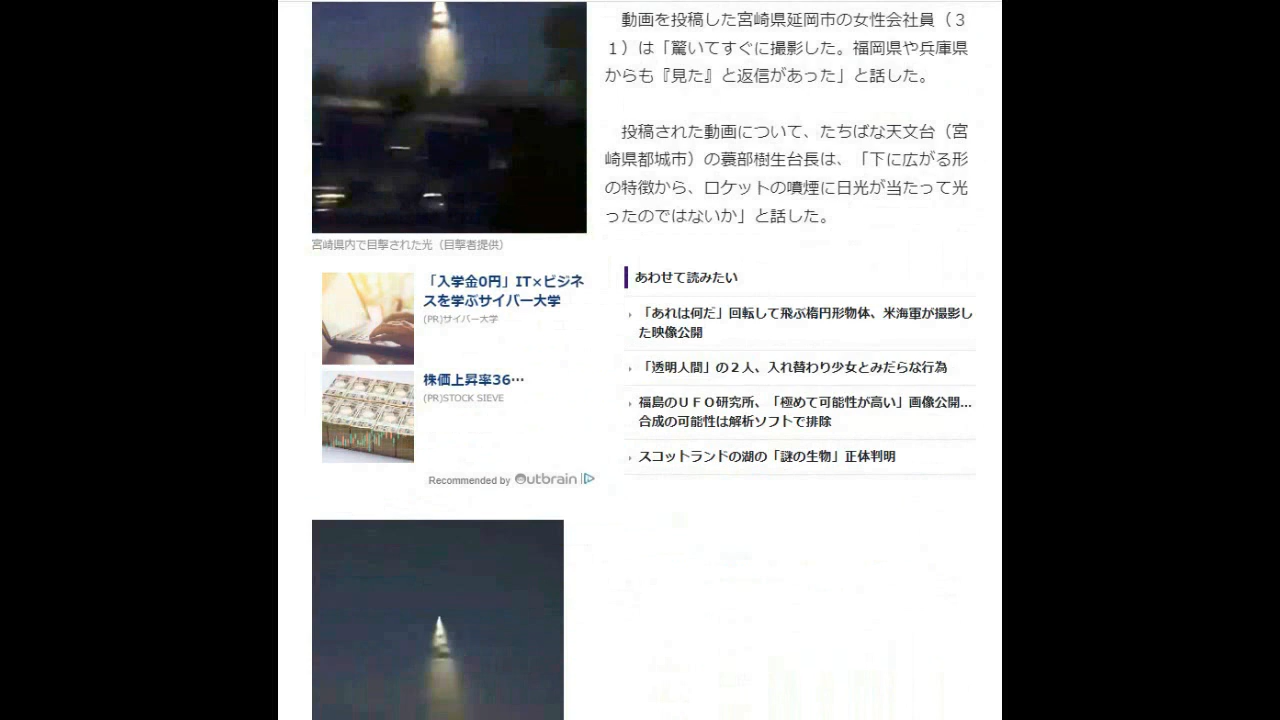 動画を投稿した宮崎県延岡市の女性会社員（３
１）は「驚いてすぐに撮影した。福岡県や兵庫県
からも『見た』と返信があった」と話した。
投稿された動画について、たちばな天文台（宮
崎県都城市）の蓑部樹生台長は、「下に広がる形
の特徴から、ロケットの噴煙に日光が当たって光
ったのではないか」と話した。
宮崎県内で目撃された光（目撃者提供）
「入学金0円」IT×ビジネ
スを学ぶサイバー大学
(PR)サイバー大学
株価上昇率36…
(PR)STOCK SIEVE
Recommended by Outbrain
あわせて読みたい
「あれは何だ」回転して飛ぶ楕円形物体、米海軍が撮影し
た映像公開
「透明人間」の２人、入れ替わり少女とみだらな行為
福島のＵＦＯ研究所、「極めて可能性が高い」画像公開…
合成の可能性は解析ソフトで排除
スコットランドの湖の「謎の生物」正体判明